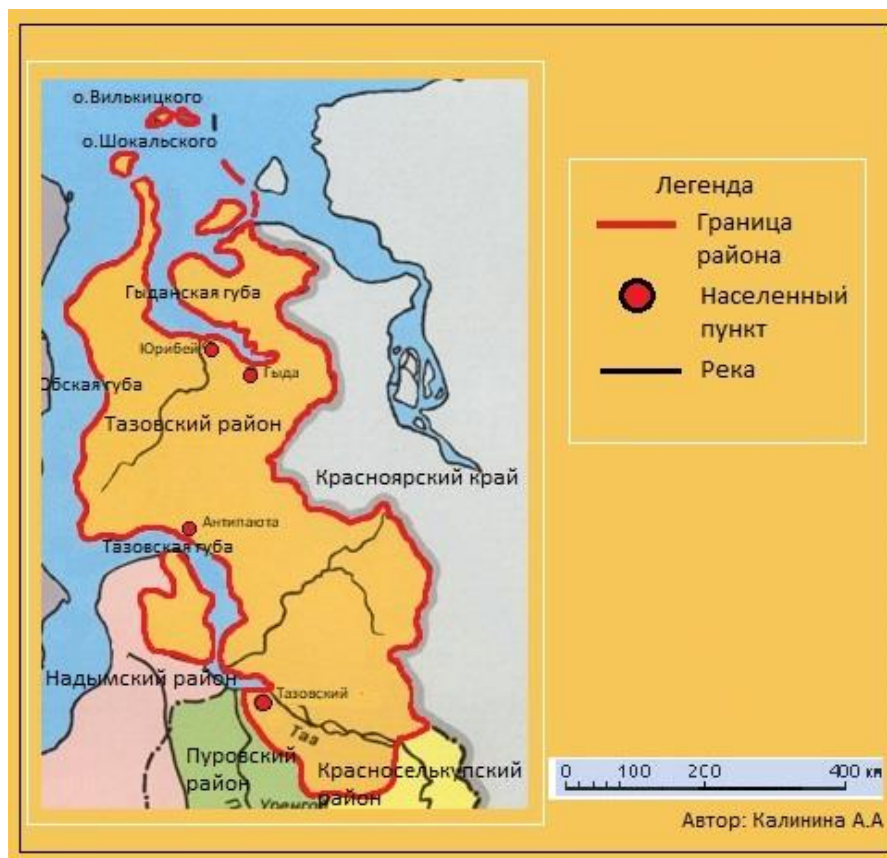 о.Вилькицкого
о.Шокальского
Гыданская губа
Юрибей
Гыда
Обская губа
Тазовский район
Красноярский край
Антипаюта
Тазовская губа
Надымский район
Тазовский
Таз
Пуровский
район
Красноселькупский
район
Уренгой
Легенда
Граница
района
Населенный
пункт
Река
0 100 200 400 км
Автор: Калинина А.А